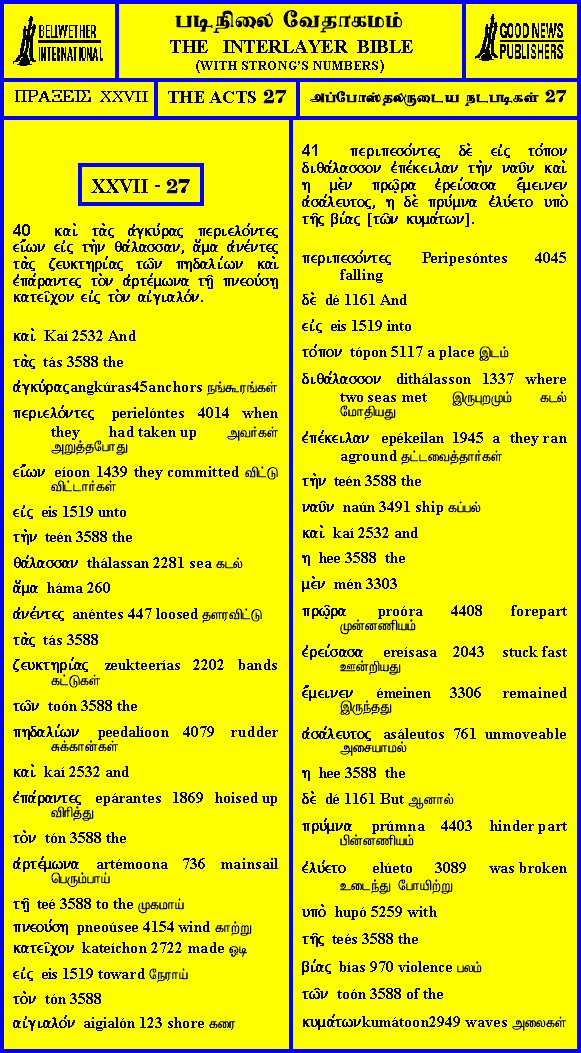 BELLWETHER
INTERNATIONAL
படிநிலை வேதாகமம்
THE INTERLAYER BIBLE
(WITH STRONG'S NUMBERS)
GOOD NEWS
PUBLISHERS
ΠΡΑΞΕΙΣ XXVII
THE ACTS 27
அப்போஸ்தலருடைய நடபடிகள் 27
XXVII - 27
40 καὶ τὰς ἀγκύρας περιελόντες
εἴων εἰς τὴν θάλασσαν, ἅμα ἀνέντες
τὰς ζευκτηρίας τῶν πηδαλίων καὶ
ἐπάραντες τὸν ἀρτέμωνα τῇ πνεούσῃ
κατεῖχον εἰς τὸν αἰγιαλόν.
καὶ Kaí 2532 And
τὰς tás 3588 the
ἀγκύραςangkúras45anchors நங்கூரங்கள்
περιελόντες perielóntes 4014 when
they had taken up அவர்கள்
அறுத்தபோது
εἴων eíoon 1439 they committed விட்டு
விட்டார்கள்
εἰς eis 1519 unto
τὴν teén 3588 the
θάλασσαν thálassan 2281 sea கடல்
ἅμα háma 260
ἀνέντες anéntes 447 loosed தளரவிட்டு
τὰς tás 3588
ζευκτηρίας zeukteerías 2202 bands
கட்டுகள்
τῶν toón 3588 the
πηδαλίων peedalíoon 4079 rudder
சுக்கான்கள்
καὶ kaí 2532 and
ἐπάραντες epárantes 1869 hoised up
விரித்து
τὸν tón 3588 the
ἀρτέμωνα artémoona 736 mainsail
பெரும்பாய்
τῇ teé 3588 to the முகமாய்
πνεούσῃ pneoúsee 4154 wind காற்று
κατεῖχον kateíchon 2722 made ஓடி
εἰς eis 1519 toward நேராய்
τὸν tón 3588
αἰγιαλόν aigialón 123 shore கரை
41 περιπεσόντες δὲ εἰς τόπον
διθάλασσον ἐπέκειλαν τὴν ναῦν καὶ
η μὲν πρῷρα ἐρείσασα ἔμεινεν
ἀσάλευτος, η δὲ πρύμνα ἐλύετο ὑπὸ
τῆς βίας [τῶν κυμάτων].
περιπεσόντες Peripesóntes 4045
falling
δὲ dé 1161 And
εἰς eis 1519 into
τόπον tópon 5117 a place இடம்
διθάλασσον dithálasson 1337 where
two seas met இருபுறமும் கடல்
மோதியது
ἐπέκειλαν epékeilan 1945 a they ran
aground தட்டவைத்தார்கள்
τὴν teén 3588 the
ναῦν naún 3491 ship கப்பல்
καὶ kaí 2532 and
η hee 3588 the
μὲν mén 3303
πρῷρα proóra 4408 forepart
முன்னணியம்
ἐρείσασα ereísasa 2043 stuck fast
ஊன்றியது
ἔμεινεν émeinen 3306 remained
இருந்தது
ἀσάλευτος asáleutos 761 unmoveable
அசையாமல்
η hee 3588 the
δὲ dé 1161 But ஆனால்
πρύμνα prúmna 4403 hinder part
பின்னணியம்
ἐλύετο elúeto 3089 was broken
உடைந்து போயிற்று
υπὸ hupó 5259 with
τῆς teés 3588 the
βίας bías 970 violence பலம்
τῶν toón 3588 of the
κυμάτωνkumátoon2949 waves அலைகள்